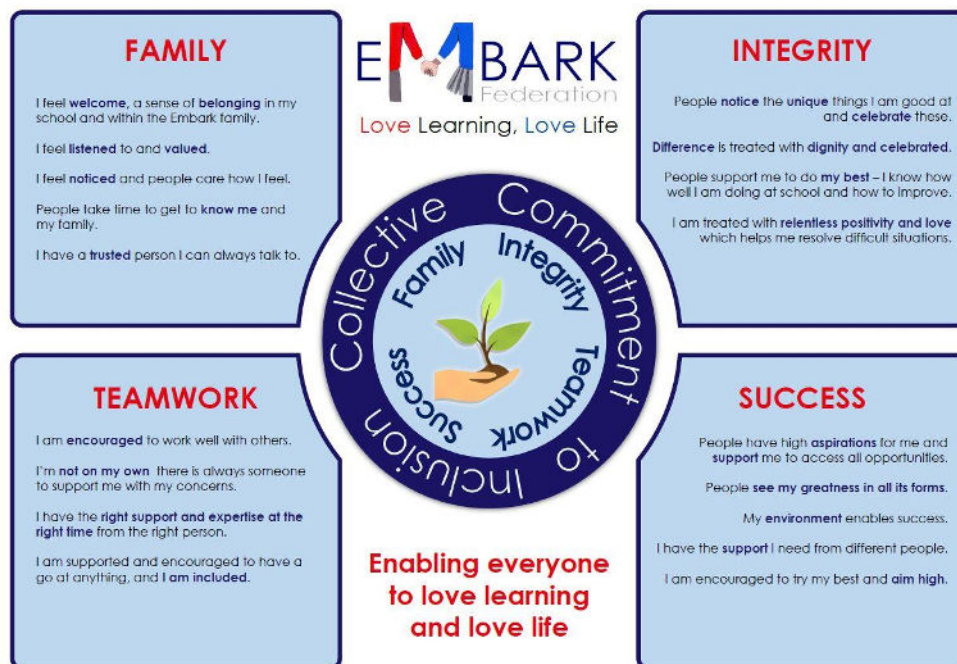 FAMILY
I feel welcome, a sense of belonging in my
school and within the Embark family.
I feel listened to and valued.
I feel noticed and people care how I feel.
People take time to get to know me and
my family.
I have a trusted person I can always talk to.
EMBARK
Federation
Love Learning, Love Life
INTEGRITY
People notice the unique things I am good at
and celebrate these.
Difference is treated with dignity and celebrated.
People support me to do my best – I know how
well I am doing at school and how to improve.
I am treated with relentless positivity and love
which helps me resolve difficult situations.
Collective Commitment to Inclusion
Family
Integrity
Teamwork
Success
TEAMWORK
I am encouraged to work well with others.
I'm not on my own there is always someone
to support me with my concerns.
I have the right support and expertise at the
right time from the right person.
I am supported and encouraged to have a
go at anything, and I am included.
Enabling everyone
to love learning
and love life
SUCCESS
People have high aspirations for me and
support me to access all opportunities.
People see my greatness in all its forms.
My environment enables success.
I have the support I need from different people.
I am encouraged to try my best and aim high.